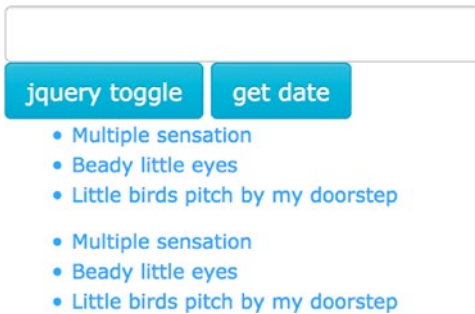 jquery toggle get date
Multiple sensation
Beady little eyes
Little birds pitch by my doorstep
Multiple sensation
Beady little eyes
Little birds pitch by my doorstep